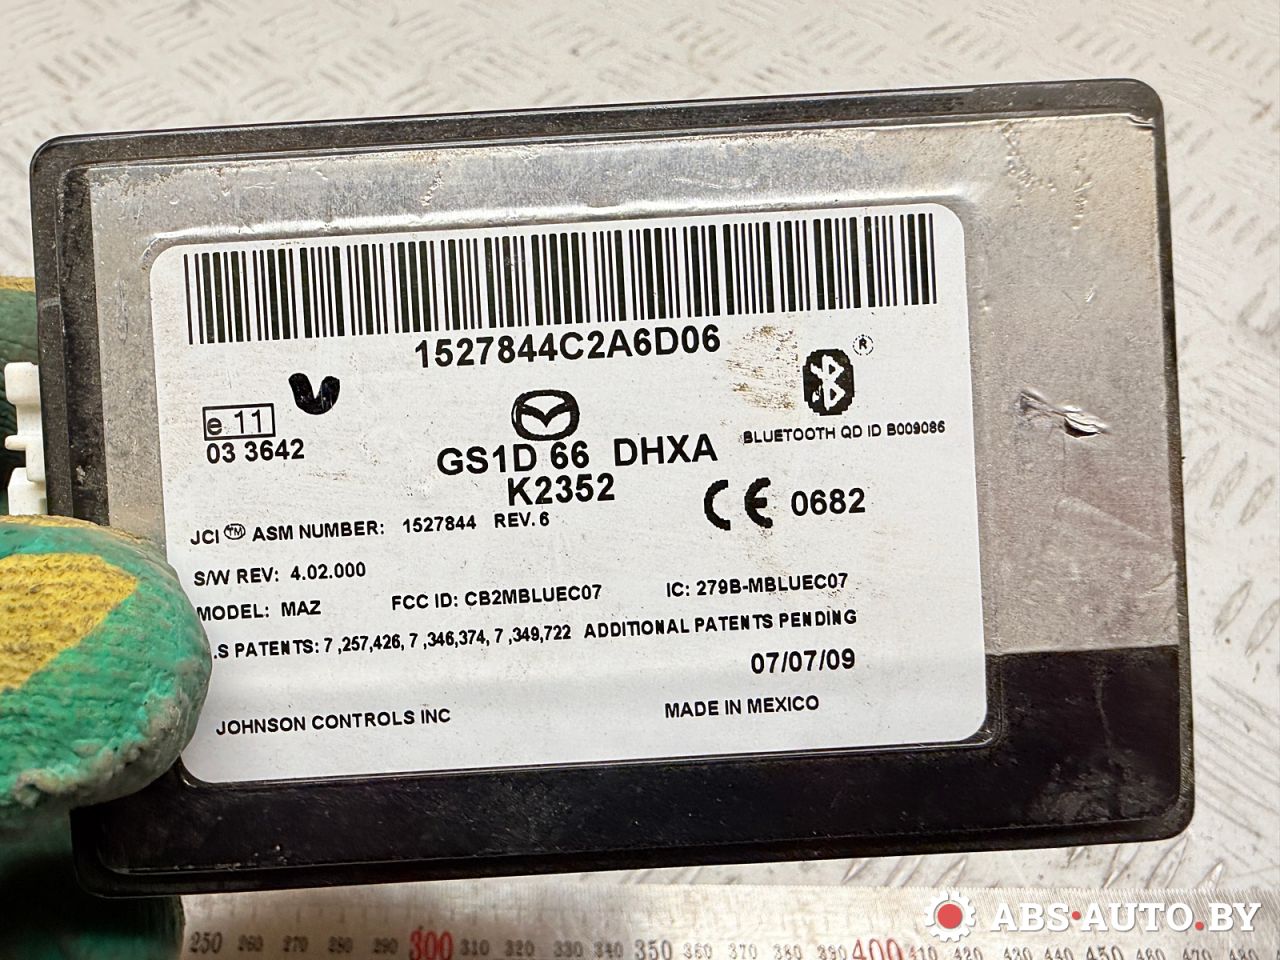 1527844C2A6D06
e 11
03 3642
®
BLUETOOTH QD ID B009086
GS1D 66 DHXA
K2352
CE 0682
JCI™ ASM NUMBER: 1527844 REV. 6
S/W REV: 4.02.000
MODEL: MAZ FCC ID: CB2MBLUEC07 IC: 279B-MBLUEC07
.S PATENTS: 7 ,257,426, 7 ,346,374, 7 ,349,722 ADDITIONAL PATENTS PENDING
07/07/09
JOHNSON CONTROLS INC MADE IN MEXICO
ABS-AUTO.BY
250 260 270 280 290 300 310 320 330 340 350 360 370 380 390 400 410 420 430 440 450 460 470 480